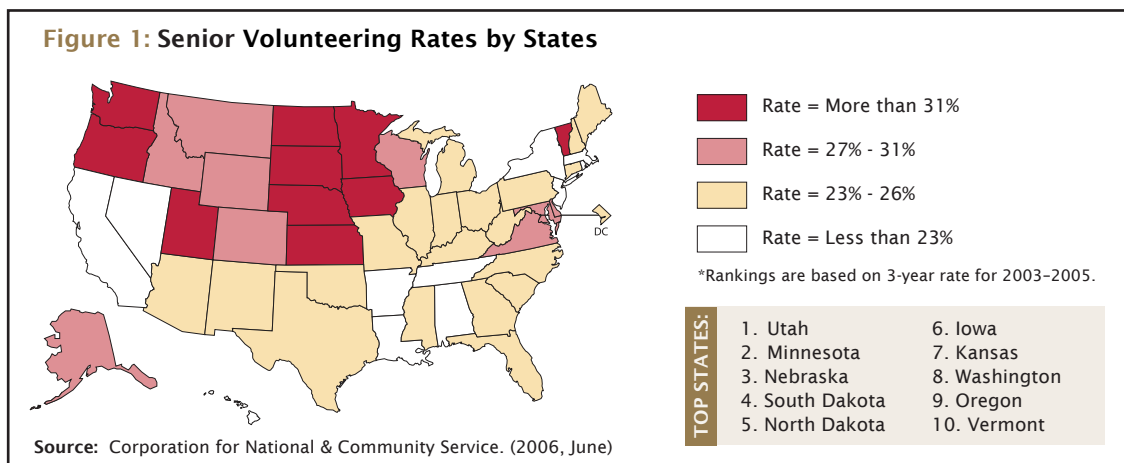 Figure 1: Senior Volunteering Rates by States
DC
Rate = More than 31%
Rate = 27% - 31%
Rate = 23% - 26%
Rate = Less than 23%
*Rankings are based on 3-year rate for 2003–2005.
TOP STATES:
1. Utah
2. Minnesota
3. Nebraska
4. South Dakota
5. North Dakota
6. Iowa
7. Kansas
8. Washington
9. Oregon
10. Vermont
Source: Corporation for National & Community Service. (2006, June)